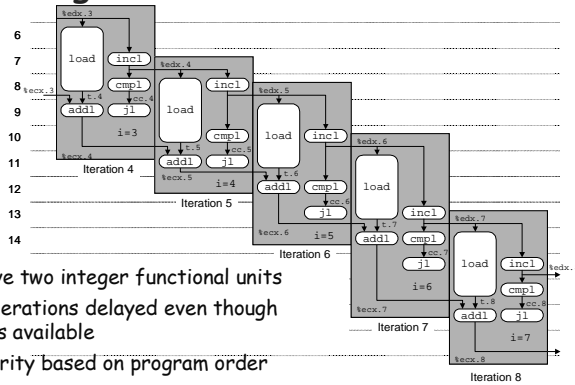 %edx.3
6
load
incl
7
%edx.4
cmpl
8
%ecx.3
t.4
cc.4
addl
jl
9
load
incl
%edx.5
i=3
cmpl
10
%ecx.4
Iteration 4
t.5
cc.5
addl
jl
11
load
incl
%edx.6
%ecx.5
i=4
12
Iteration 5
t.6
addl
cmpl
cc.6
jl
13
load
incl
%edx.7
%ecx.6
i=5
14
Iteration 6
t.7
addl
cmpl
cc.7
jl
load
incl
%edx.
i=6
cmpl
%ecx.7
Iteration 7
t.8
cc.8
addl
jl
i=7
%ecx.8
Iteration 8
ve two integer functional units
erations delayed even though
s available
rity based on program order